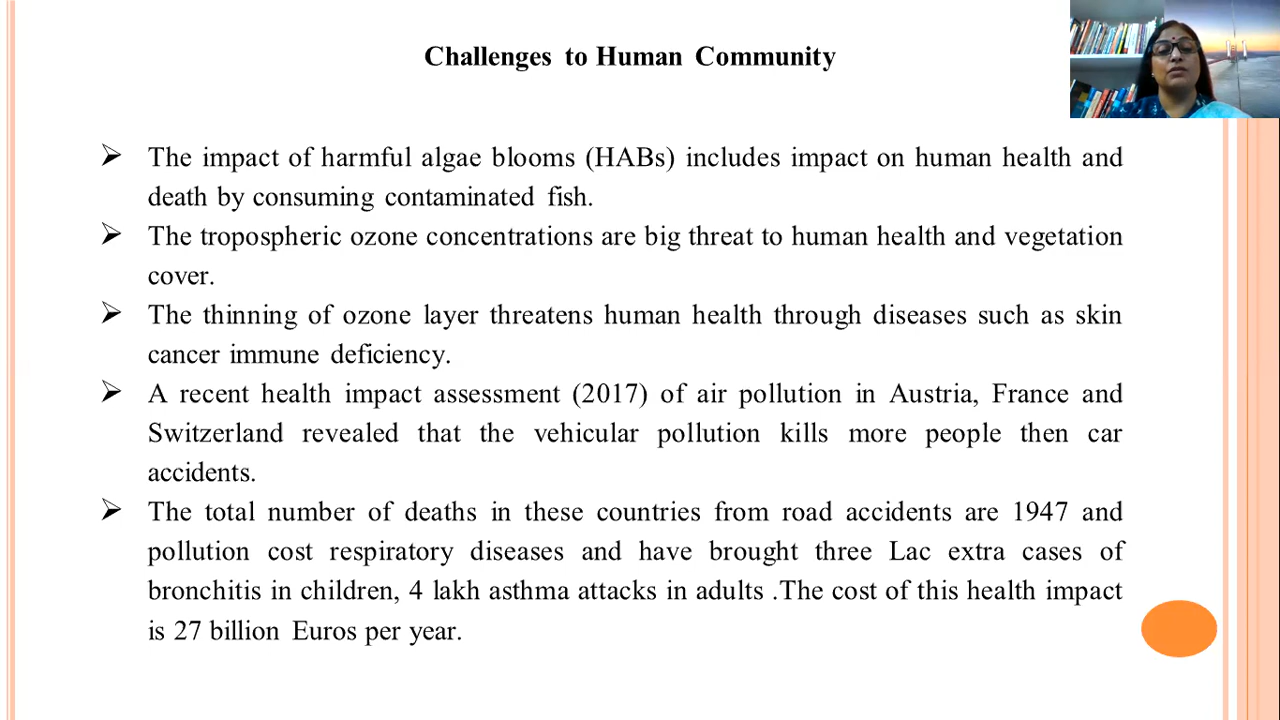 Challenges to Human Community
➢ The impact of harmful algae blooms (HABs) includes impact on human health and
death by consuming contaminated fish.
➢ The tropospheric ozone concentrations are big threat to human health and vegetation
cover.
➢ The thinning of ozone layer threatens human health through diseases such as skin
cancer immune deficiency.
➢ A recent health impact assessment (2017) of air pollution in Austria, France and
Switzerland revealed that the vehicular pollution kills more people then car
accidents.
➢ The total number of deaths in these countries from road accidents are 1947 and
pollution cost respiratory diseases and have brought three Lac extra cases of
bronchitis in children, 4 lakh asthma attacks in adults .The cost of this health impact
is 27 billion Euros per year.